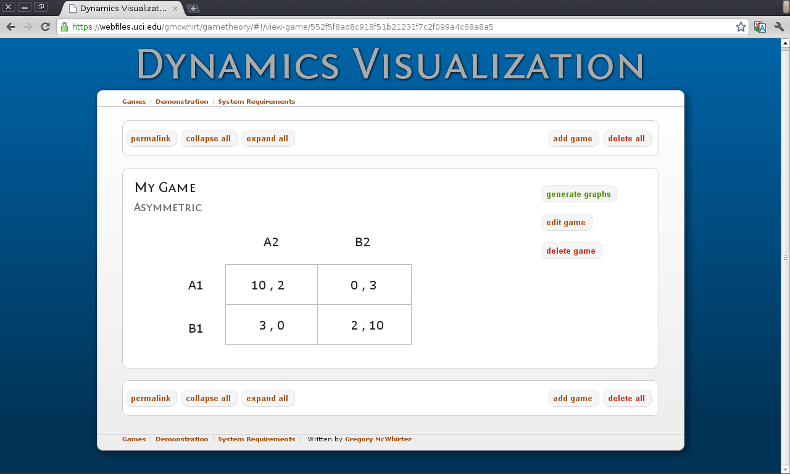 Dynamics Visualizat...
https://webfiles.uci.edu/gmcwhirt/gametheory/#!/view-game/552f5f8ad8c918f51b21231f7c2f099a4c68a8a5
Dynamics Visualization
Games | Demonstration | System Requirements
permalink collapse all expand all add game delete all
My Game
generate graphs
Asymmetric
edit game
A2 B2
delete game
A1 10 , 2 0 , 3
B1 3 , 0 2 , 10
permalink collapse all expand all add game delete all
Games | Demonstration | System Requirements | Written by Gregory McWhirter